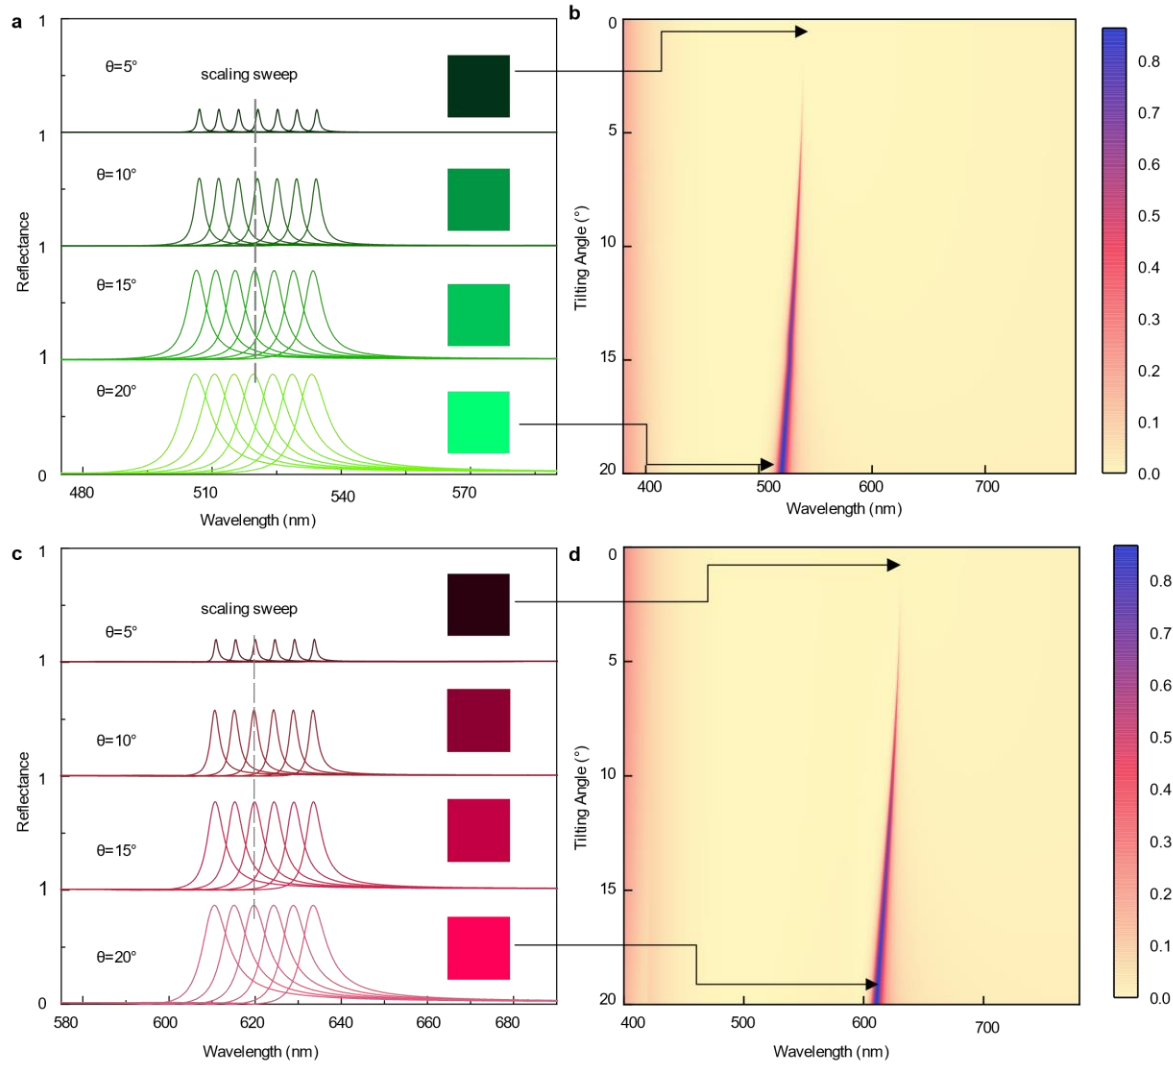 a
1
θ=5°
scaling sweep
1
θ=10°
Reflectance
1
θ=15°
1
θ=20°
0
480
510
540
570
Wavelength (nm)
b
0
5
10
15
20
Tilting Angle (°)
400
500
600
700
Wavelength (nm)
0.8
0.7
0.6
0.5
0.4
0.3
0.2
0.1
0.0
c
1
scaling sweep
θ=5°
1
θ=10°
Reflectance
1
θ=15°
1
θ=20°
0
580
600
620
640
660
680
Wavelength (nm)
d
0
5
10
15
20
Tilting Angle (°)
400
500
600
700
Wavelength (nm)
0.8
0.7
0.6
0.5
0.4
0.3
0.2
0.1
0.0